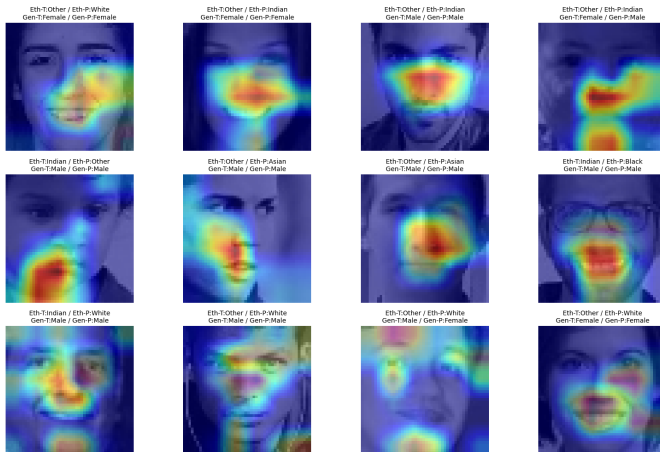 Eth-T:Other / Eth-P:White
Gen-T:Female / Gen-P:Female
Eth-T:Other / Eth-P:Indian
Gen-T:Female / Gen-P:Female
Eth-T:Other / Eth-P:Indian
Gen-T:Male / Gen-P:Male
Eth-T:Other / Eth-P:Indian
Gen-T:Female / Gen-P:Male
Eth-T:Indian / Eth-P:Other
Gen-T:Male / Gen-P:Male
Eth-T:Other / Eth-P:Asian
Gen-T:Male / Gen-P:Male
Eth-T:Other / Eth-P:Asian
Gen-T:Male / Gen-P:Male
Eth-T:Indian / Eth-P:Black
Gen-T:Male / Gen-P:Male
Eth-T:Indian / Eth-P:White
Gen-T:Male / Gen-P:Male
Eth-T:Other / Eth-P:White
Gen-T:Male / Gen-P:Male
Eth-T:Other / Eth-P:White
Gen-T:Male / Gen-P:Female
Eth-T:Other / Eth-P:White
Gen-T:Female / Gen-P:Female